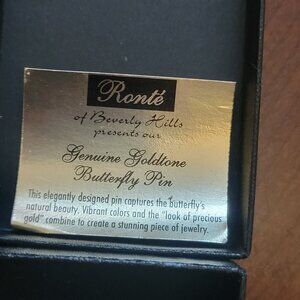 Ronté
of Beverly Hills
presents our
Genuine Goldtone
Butterfly Pin
This elegantly designed pin captures the butterfly's
natural beauty. Vibrant colors and the "look of precious
gold" combine to create a stunning piece of jewelry.